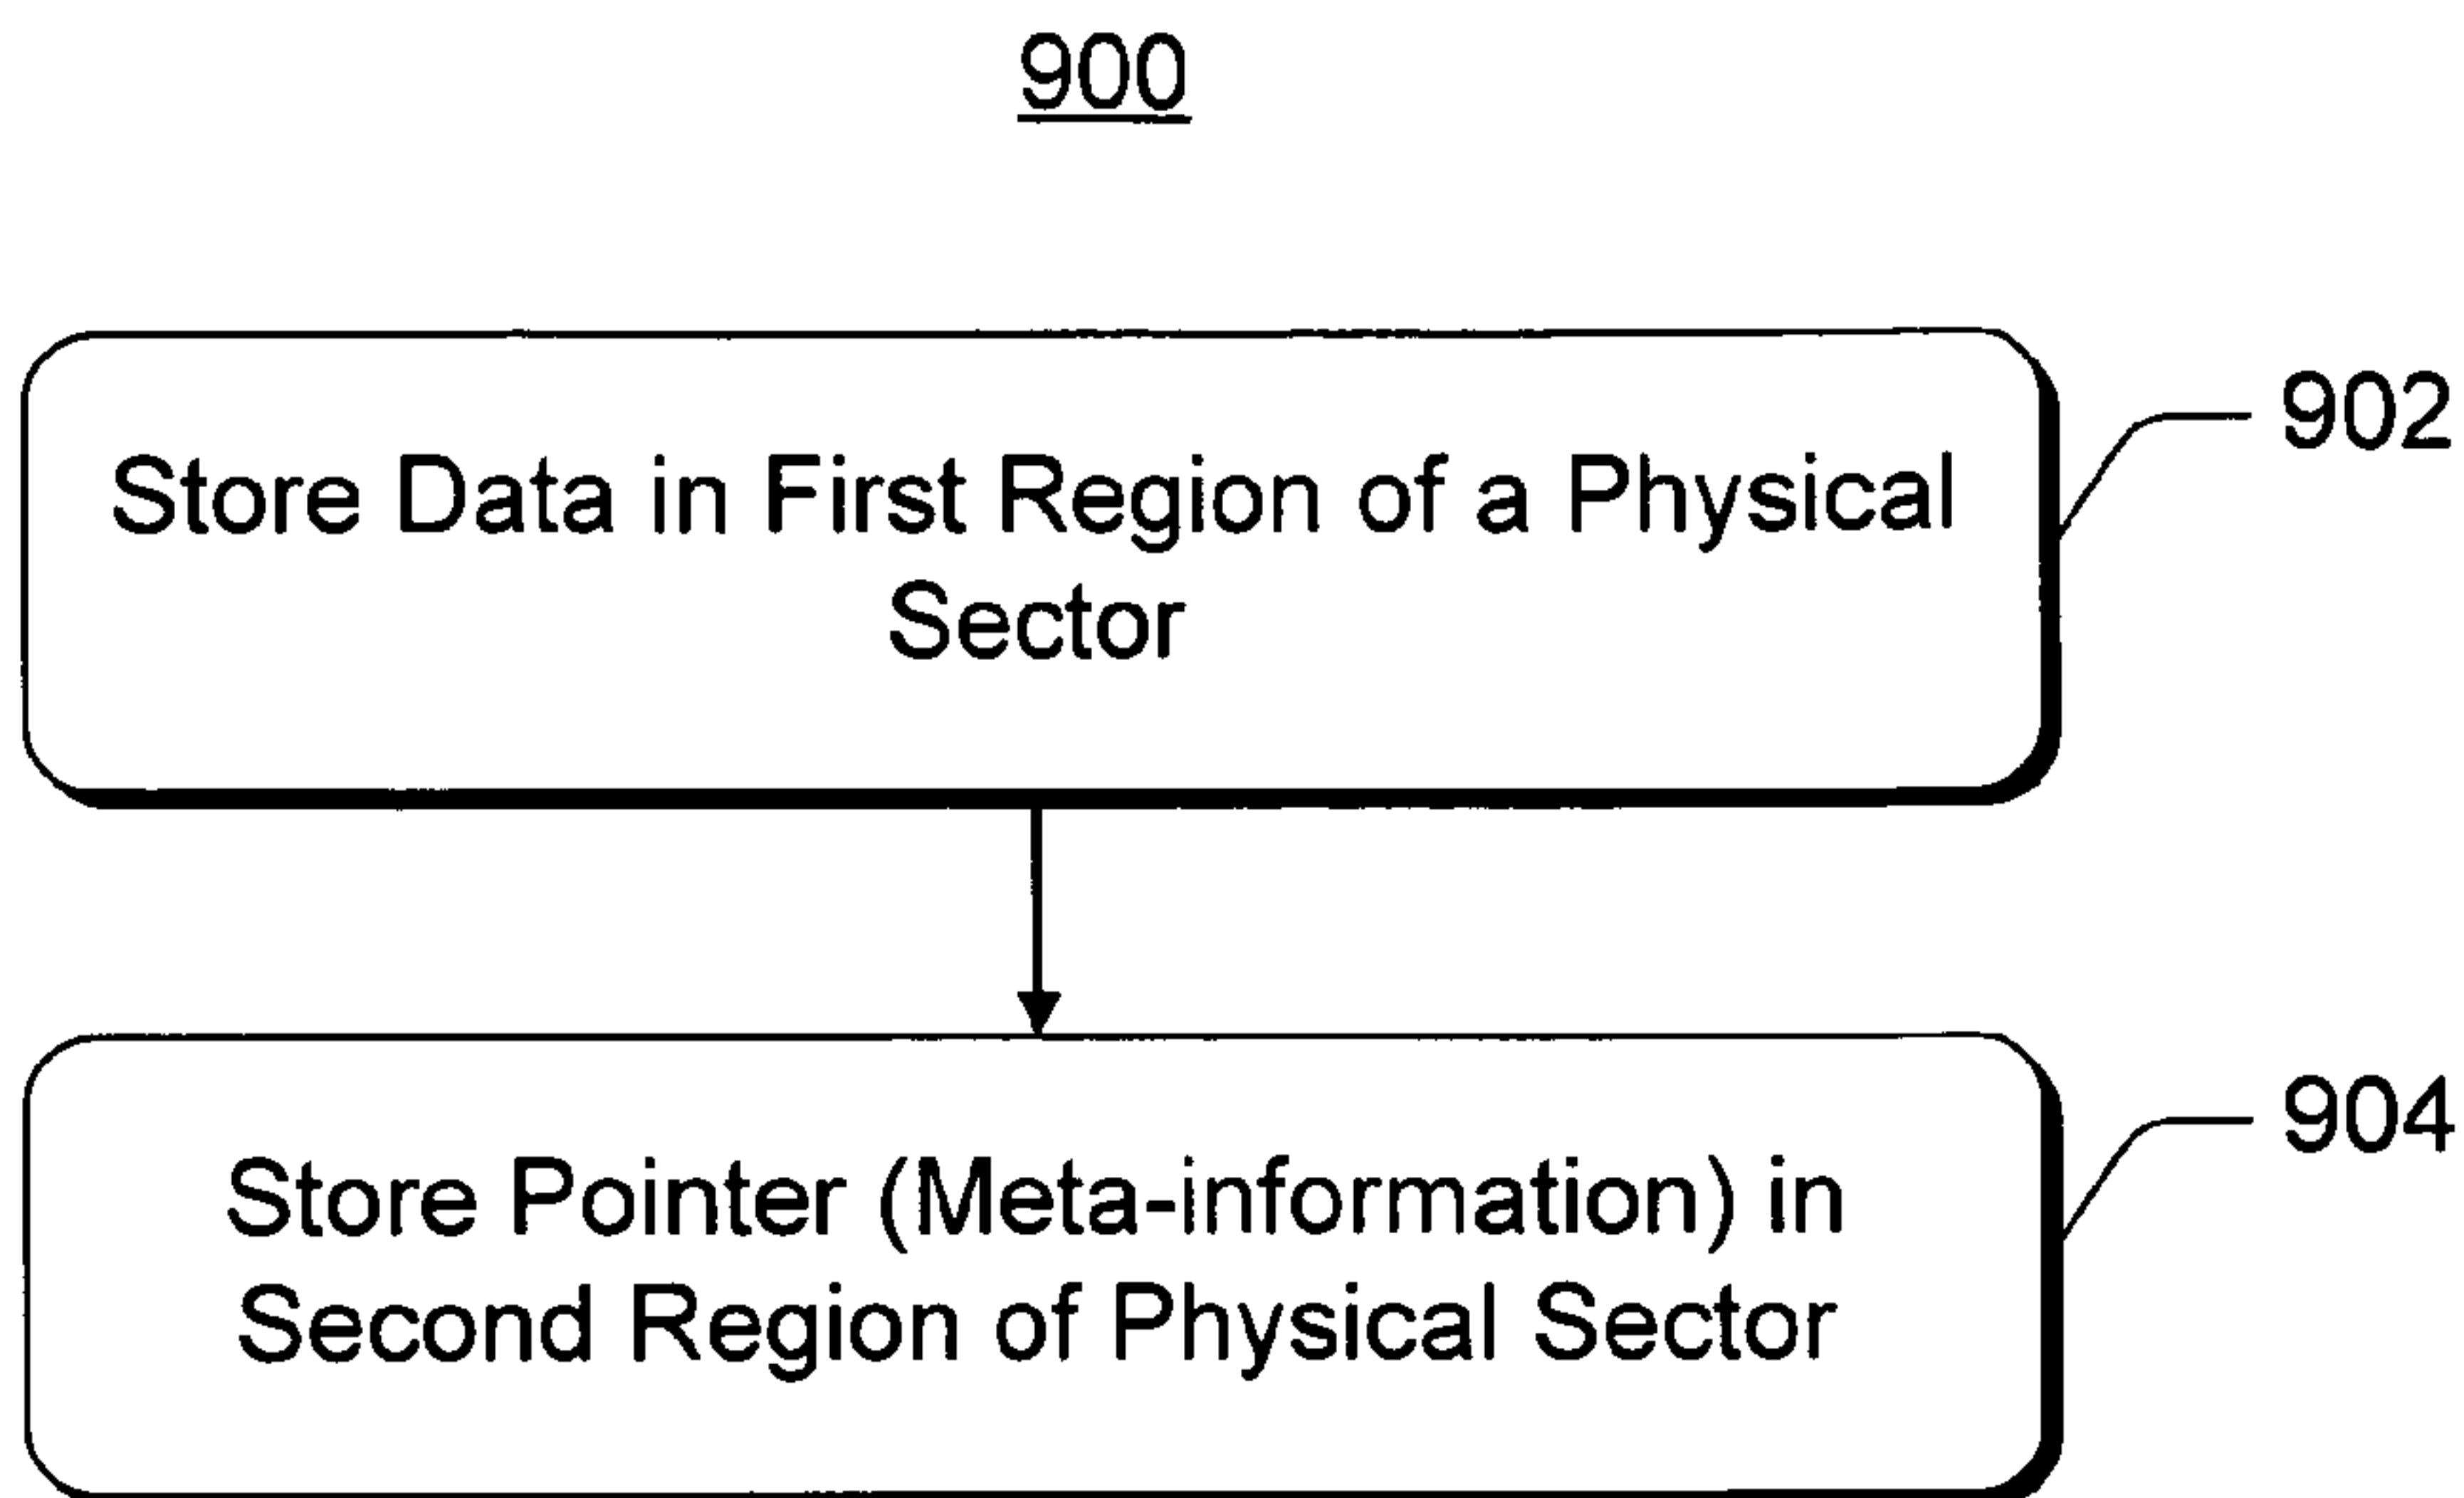 900
Store Data in First Region of a Physical
Sector
902
Store Pointer (Meta-information) in
Second Region of Physical Sector
904